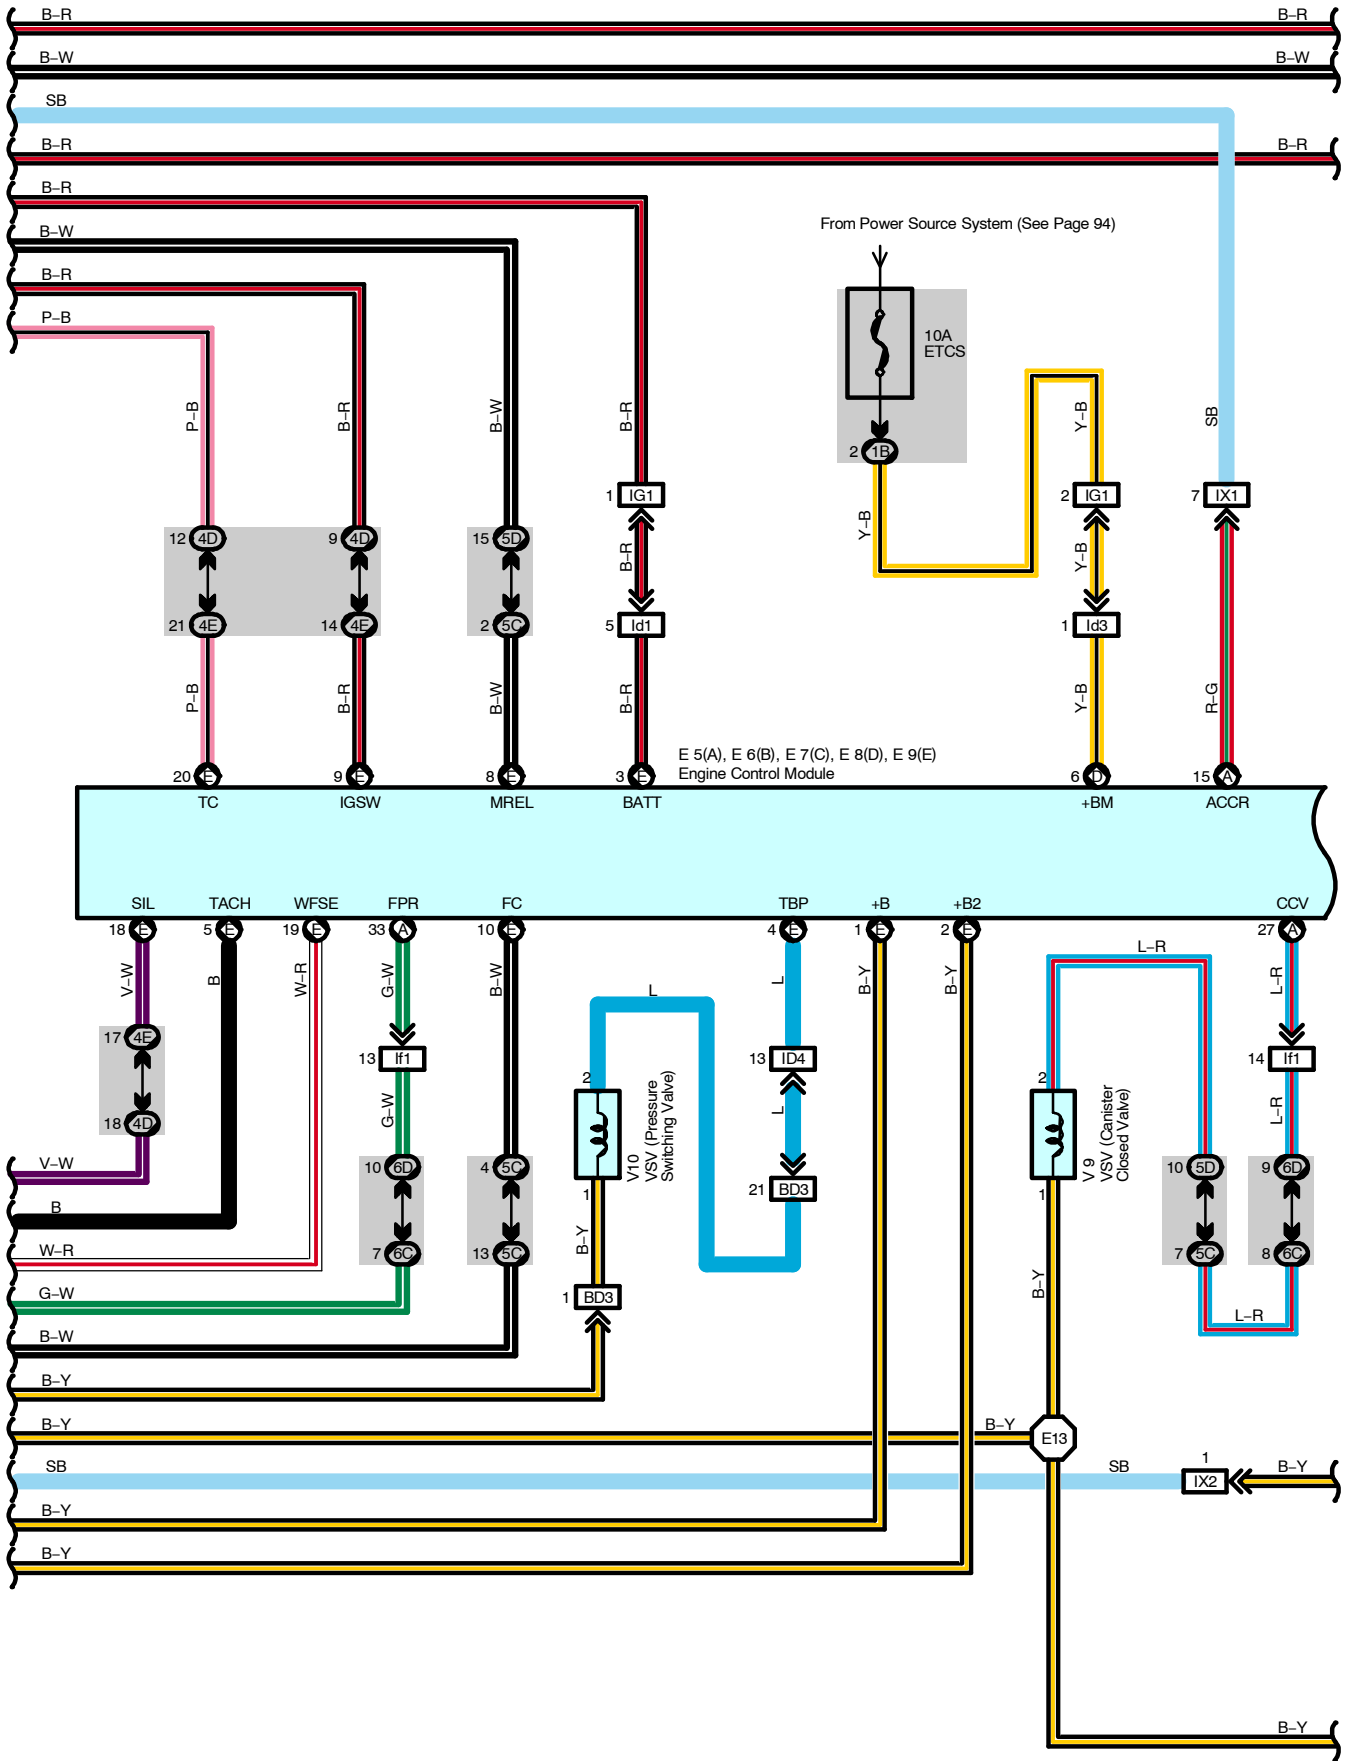 B–R B–R
B–W B–W
SB
B–R B–R
B–R
B–W
B–R
P–B
From Power Source System (See Page 94)
10A
ETCS
P–B B–R B–W B–R Y–B SB
2 1B
1 IG1 2 IG1 7 IX1
Y–B
12 4D 9 4D 15 5D B–R Y–B
21 4E 14 4E 2 5C 5 Id1 1 Id3
P–B B–R B–W B–R Y–B R–G
E 5(A), E 6(B), E 7(C), E 8(D), E 9(E)
Engine Control Module
20 E 9 E 8 E 3 E 6 D 15 A
TC IGSW MREL BATT +BM ACCR
SIL TACH WFSE FPR FC TBP +B +B2 CCV
18 E 5 E 19 E 33 A 10 E 4 E 1 E 2 E 27 A
L–R
V–W B W–R G–W B–W L B–Y B–Y L–R
L
17 4E 13 If1 13 ID4 14 If1
2 2
G–W L L–R
V10
VSV (Pressure
Switching Valve)
V 9
VSV (Canister
Closed Valve)
18 4D
V–W 10 6D 4 5C 10 5D 9 6D
1 21 BD3 1
B
W–R 7 6C 13 5C B–Y 7 5C 8 6C
B–Y
G–W 1 BD3
L–R
B–W
B–Y
B–Y B–Y E13
SB SB 1 IX2 B–Y
B–Y
B–Y
B–Y